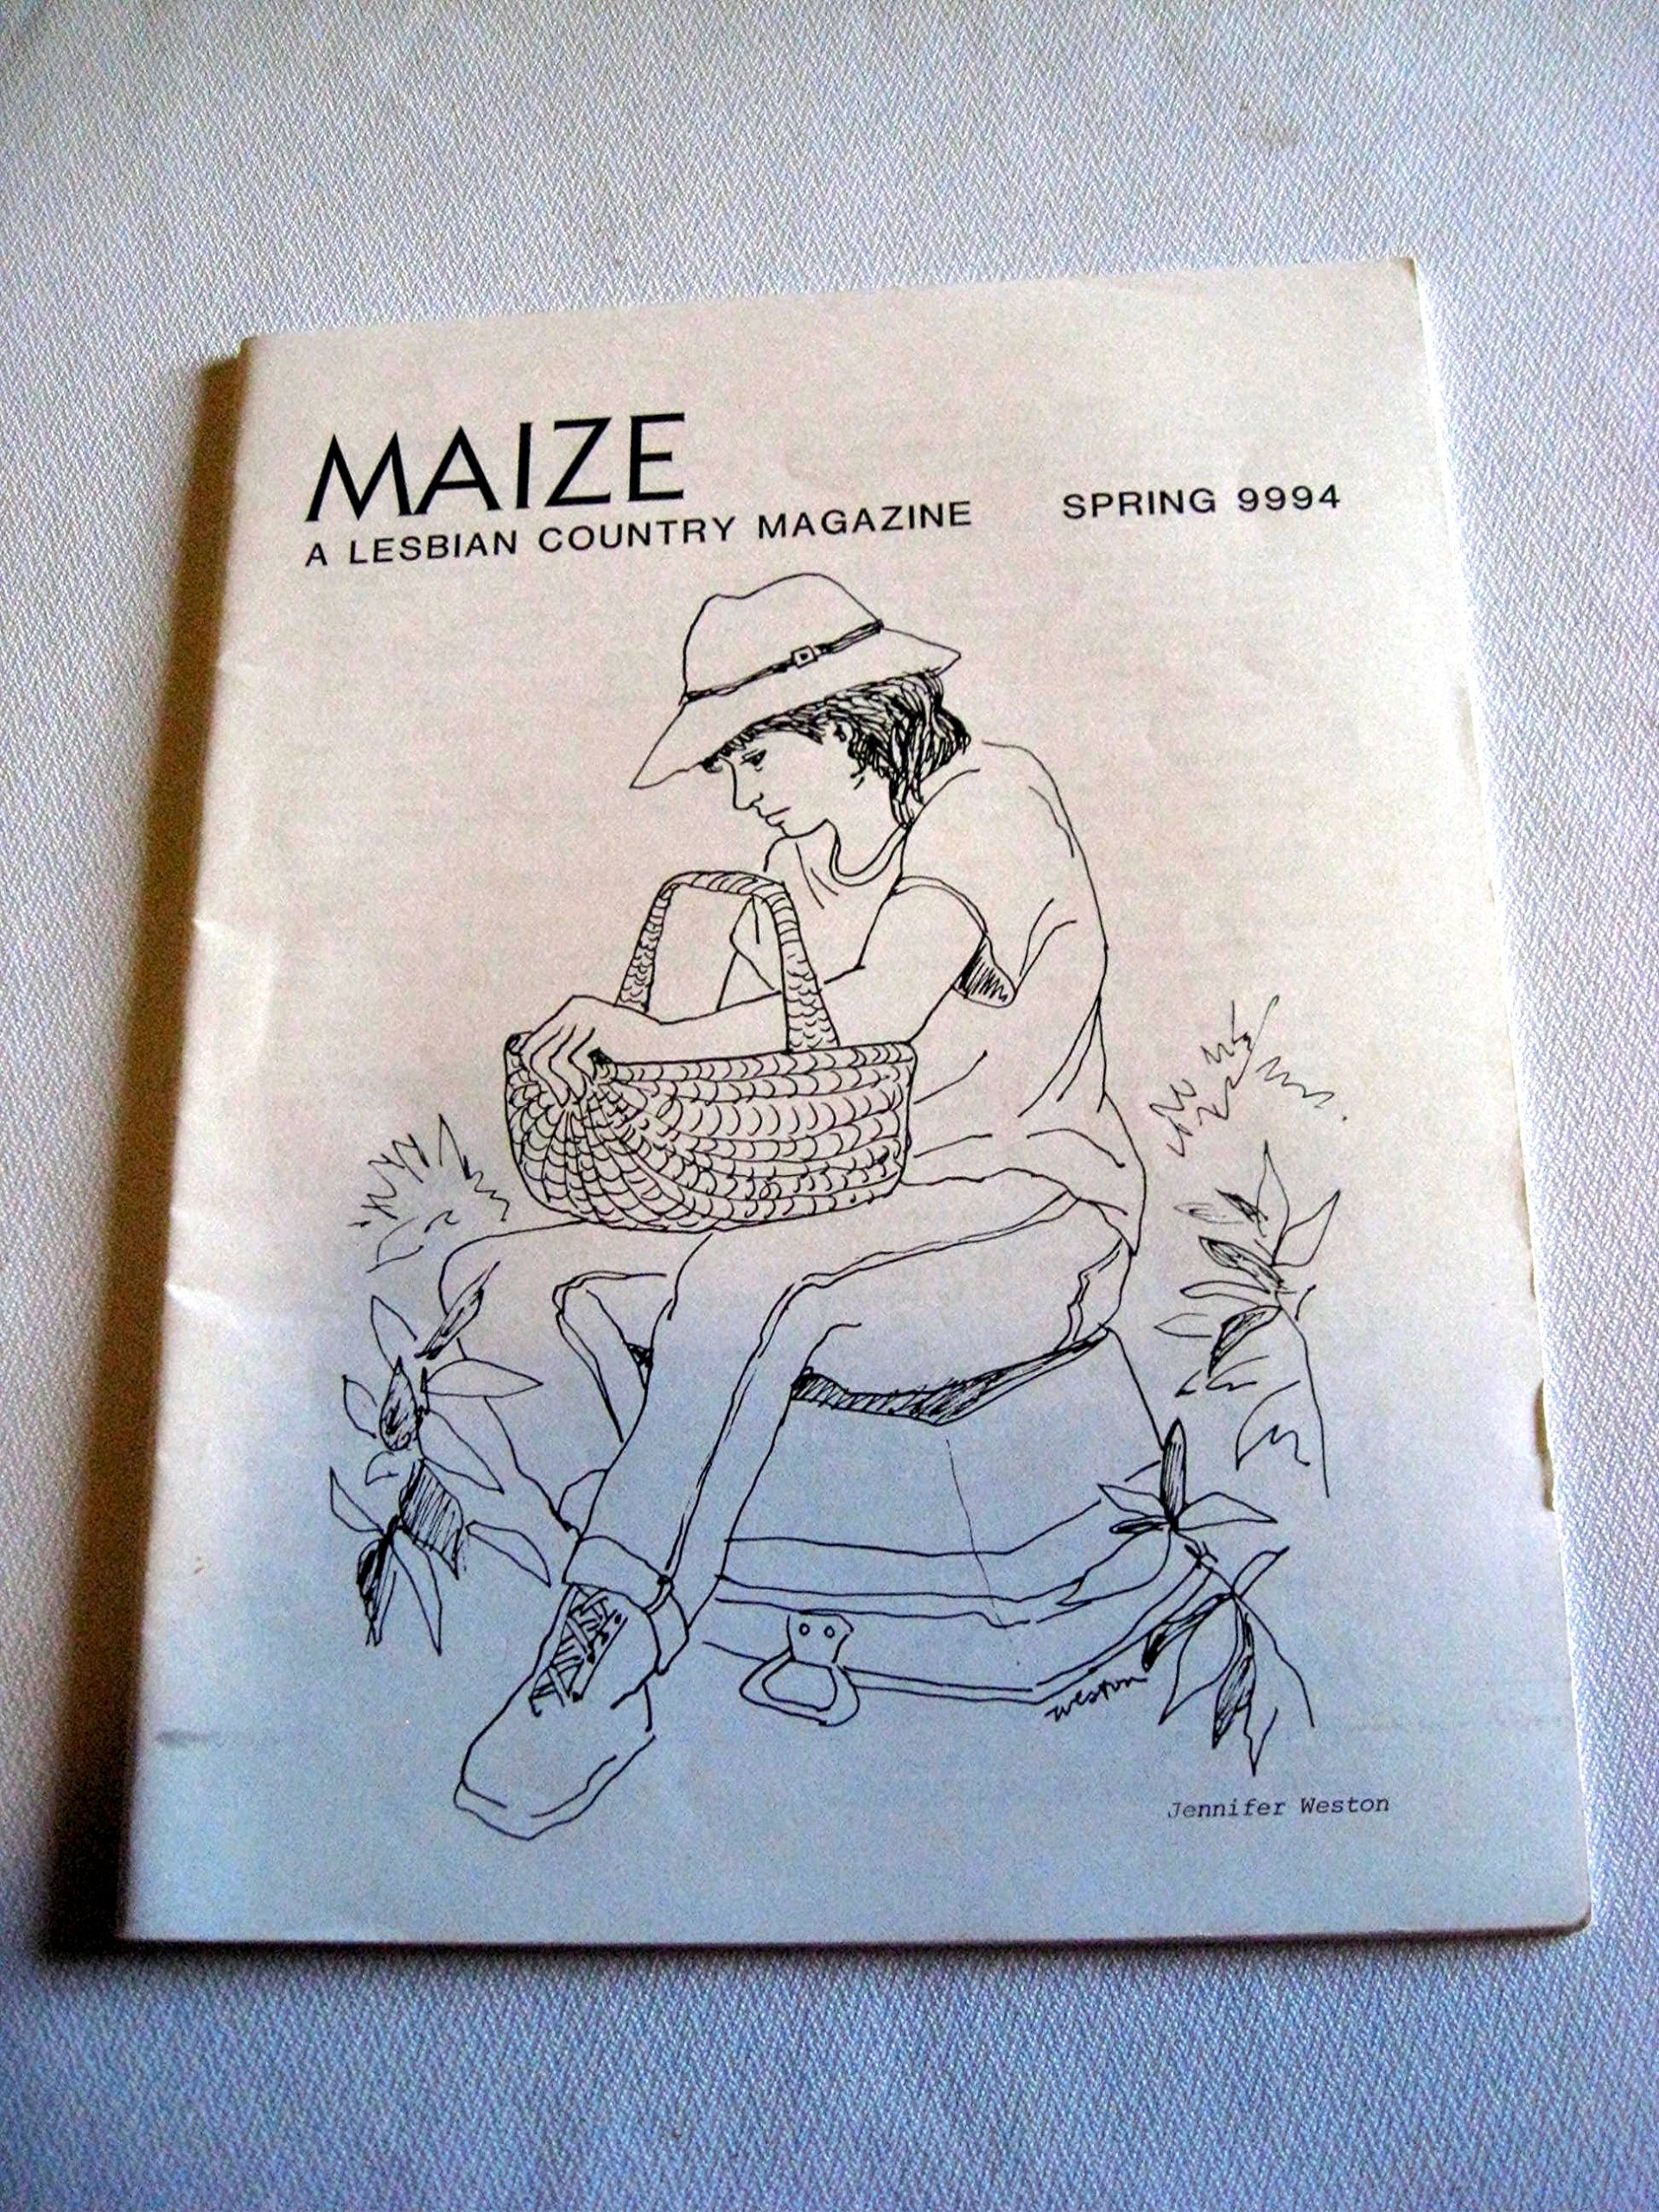 MAIZE
A LESBIAN COUNTRY MAGAZINE SPRING 9994
weston
Jennifer Weston